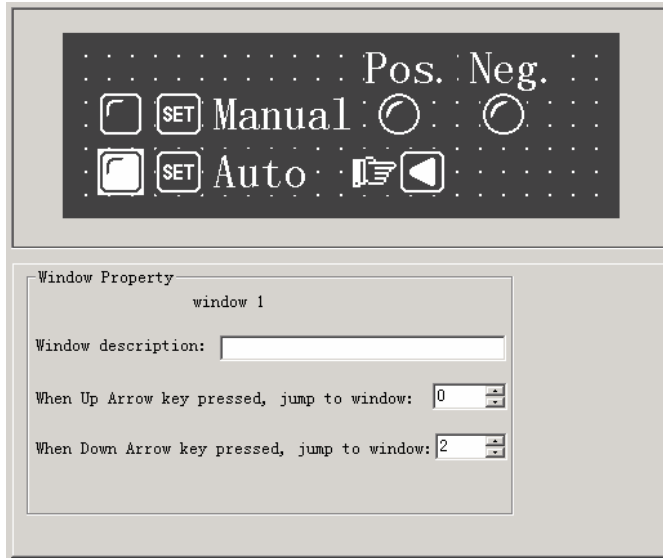 Pos. Neg.
SET Manual
SET Auto
Window Property
window 1
Window description:
When Up Arrow key pressed, jump to window: 0
When Down Arrow key pressed, jump to window: 2